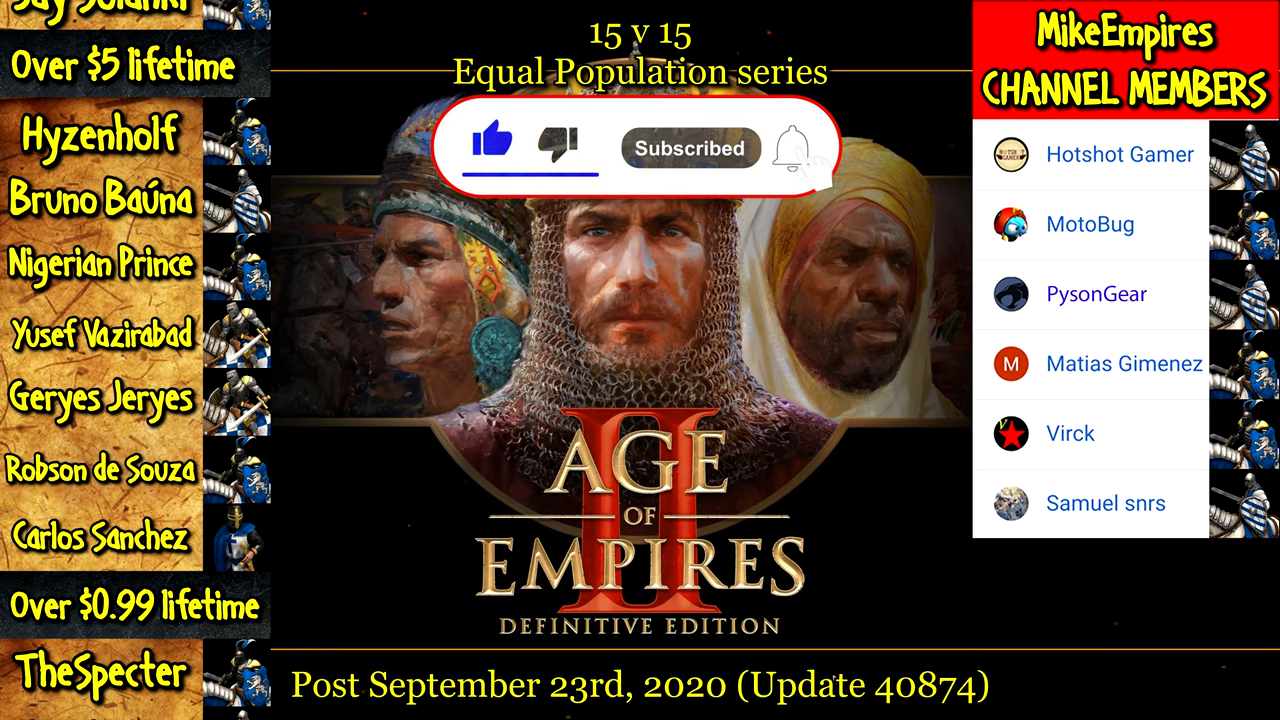 Over $5 lifetime
Hyzenholf
Bruno Baúna
Nigerian Prince
Yusef Vazirabad
Geryes Jeryes
Robson de Souza
Carlos Sanchez
Over $0.99 lifetime
TheSpecter
15 v 15
Equal Population series
Subscribed
AGE
OF
EMPIRES
II
DEFINITIVE EDITION
Post September 23rd, 2020 (Update 40874)
MikeEmpires
CHANNEL MEMBERS
HOTSHOT
GAMER
Hotshot Gamer
MotoBug
PysonGear
M
Matias Gimenez
V
Virck
Samuel snrs